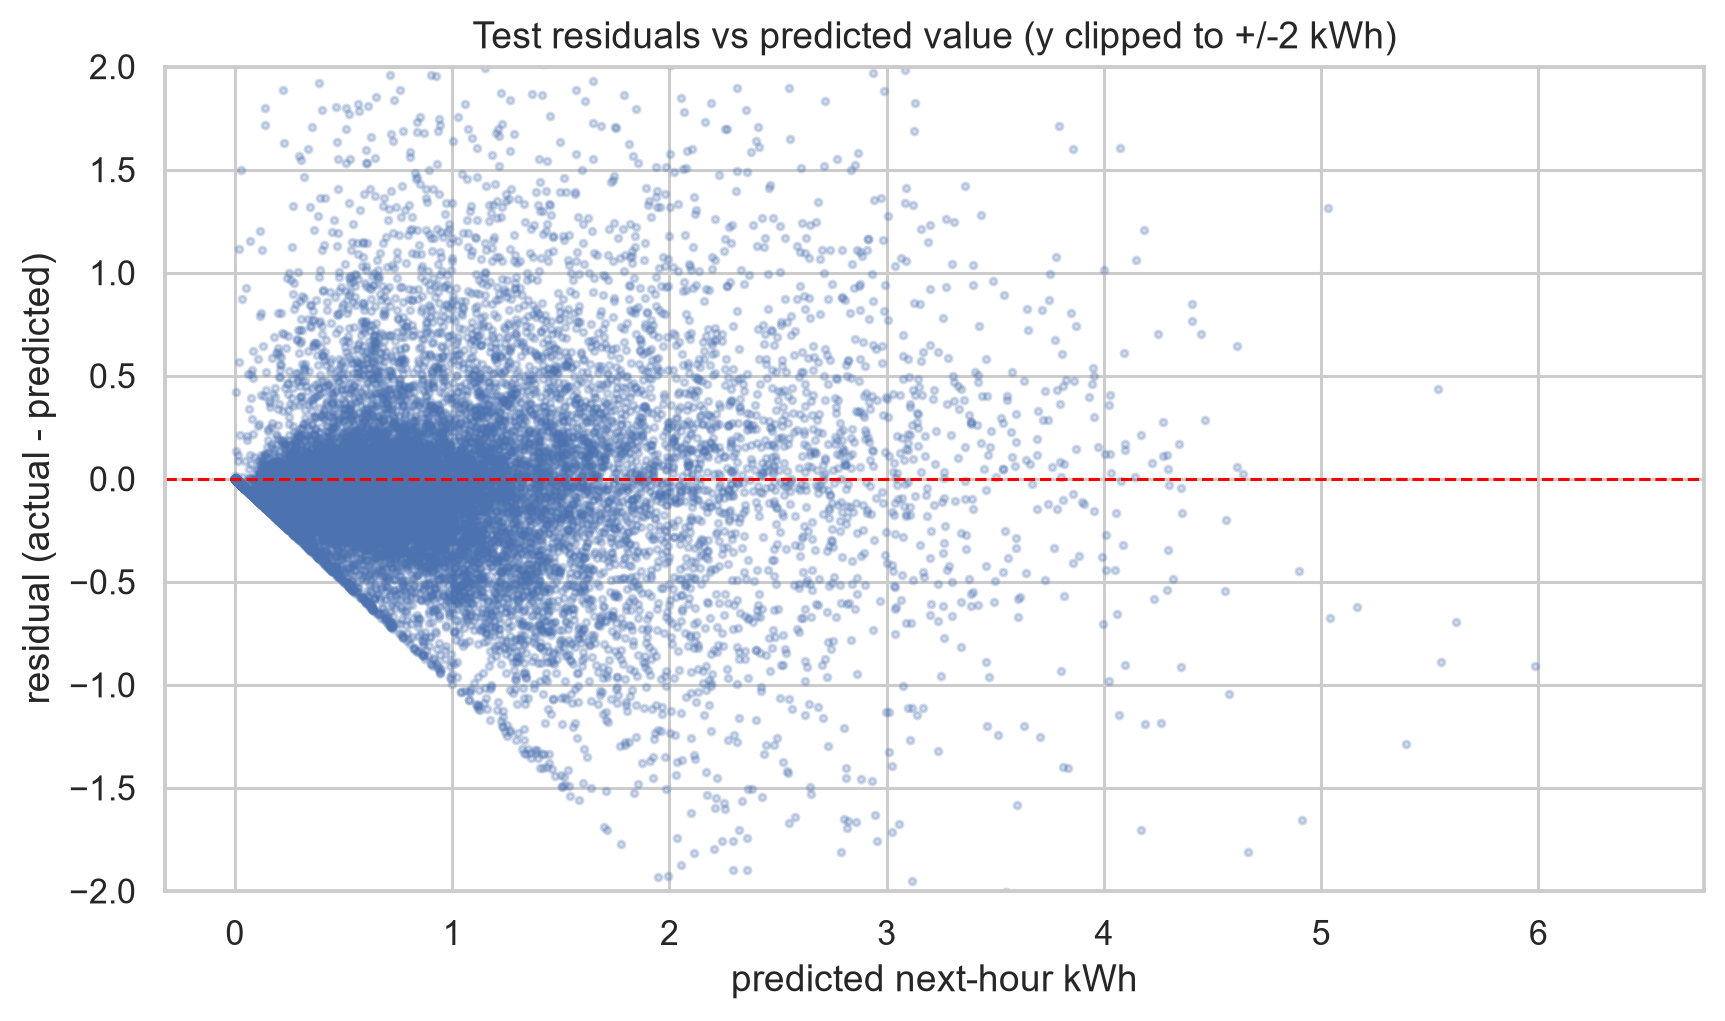 Test residuals vs predicted value (y clipped to +/-2 kWh)
2.0
1.5
1.0
0.5
0.0
−0.5
−1.0
−1.5
−2.0
residual (actual - predicted)
0 1 2 3 4 5 6
predicted next-hour kWh